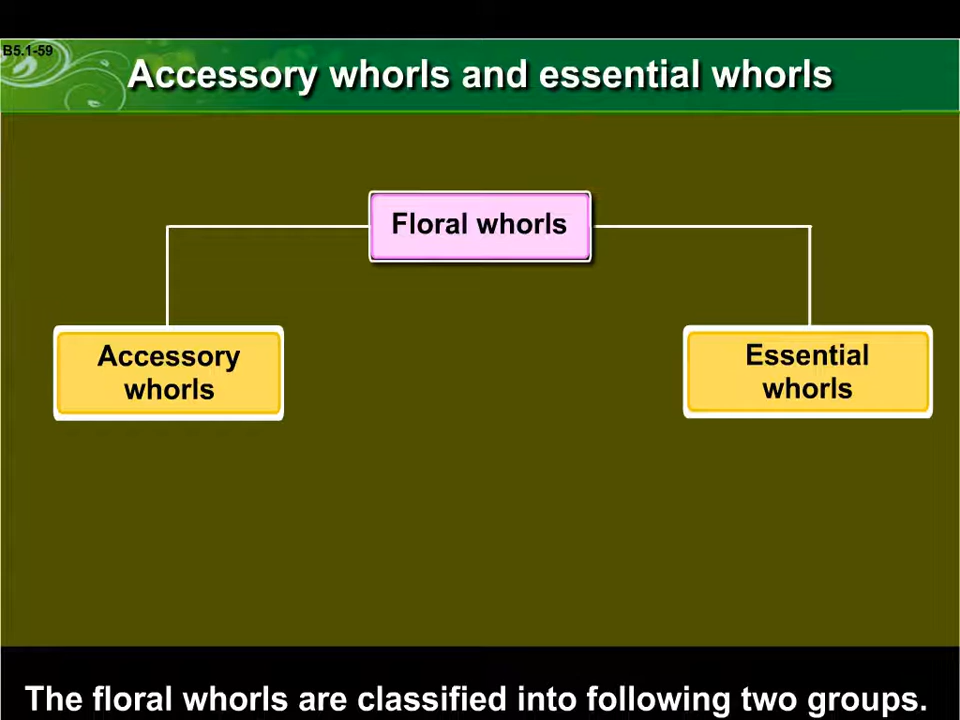 B5.1-59
Accessory whorls and essential whorls
Floral whorls
Accessory
whorls
Essential
whorls
The floral whorls are classified into following two groups.